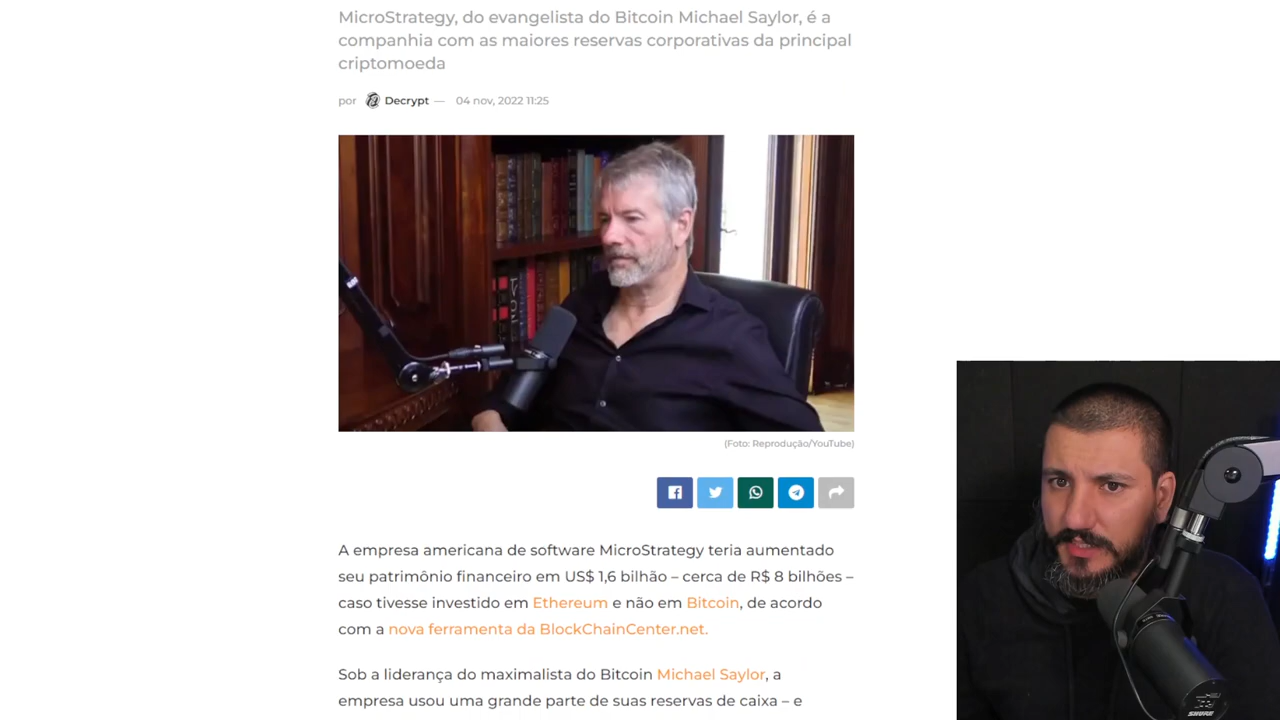 MicroStrategy, do evangelista do Bitcoin Michael Saylor, é a
companhia com as maiores reservas corporativas da principal
criptomoeda
por Decrypt — 04 nov, 2022 11:25
(Foto: Reprodução/YouTube)
A empresa americana de software MicroStrategy teria aumentado
seu patrimônio financeiro em US$ 1,6 bilhão – cerca de R$ 8 bilhões –
caso tivesse investido em Ethereum e não em Bitcoin, de acordo
com a nova ferramenta da BlockChainCenter.net.
Sob a liderança do maximalista do Bitcoin Michael Saylor, a
empresa usou uma grande parte de suas reservas de caixa – e
SHURE